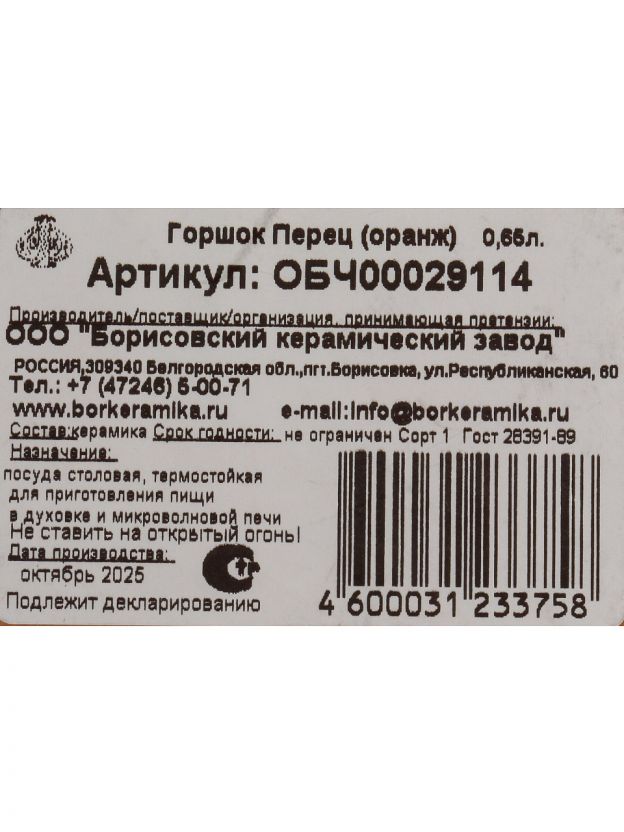 Горшок Перец (оранж) 0,65л.
Артикул: ОБЧ00029114
Производитель/поставщик/организация, принимающая претензии:
ООО "Борисовский керамический завод"
РОССИЯ,309340 Белгородская обл.,пгт.Борисовка, ул.Республиканская, 60
Тел.: +7 (47246) 5-00-71
www.borkeramika.ru e-mail:info@borkeramika.ru
Состав:керамика Срок годности: не ограничен Сорт 1 Гост 28391-89
Назначение:
посуда столовая, термостойкая
для приготовления пищи
в духовке и микроволновой печи
Не ставить на открытый огонь!
Дата производства:
октябрь 2025
Подлежит декларированию
4 600031 233758